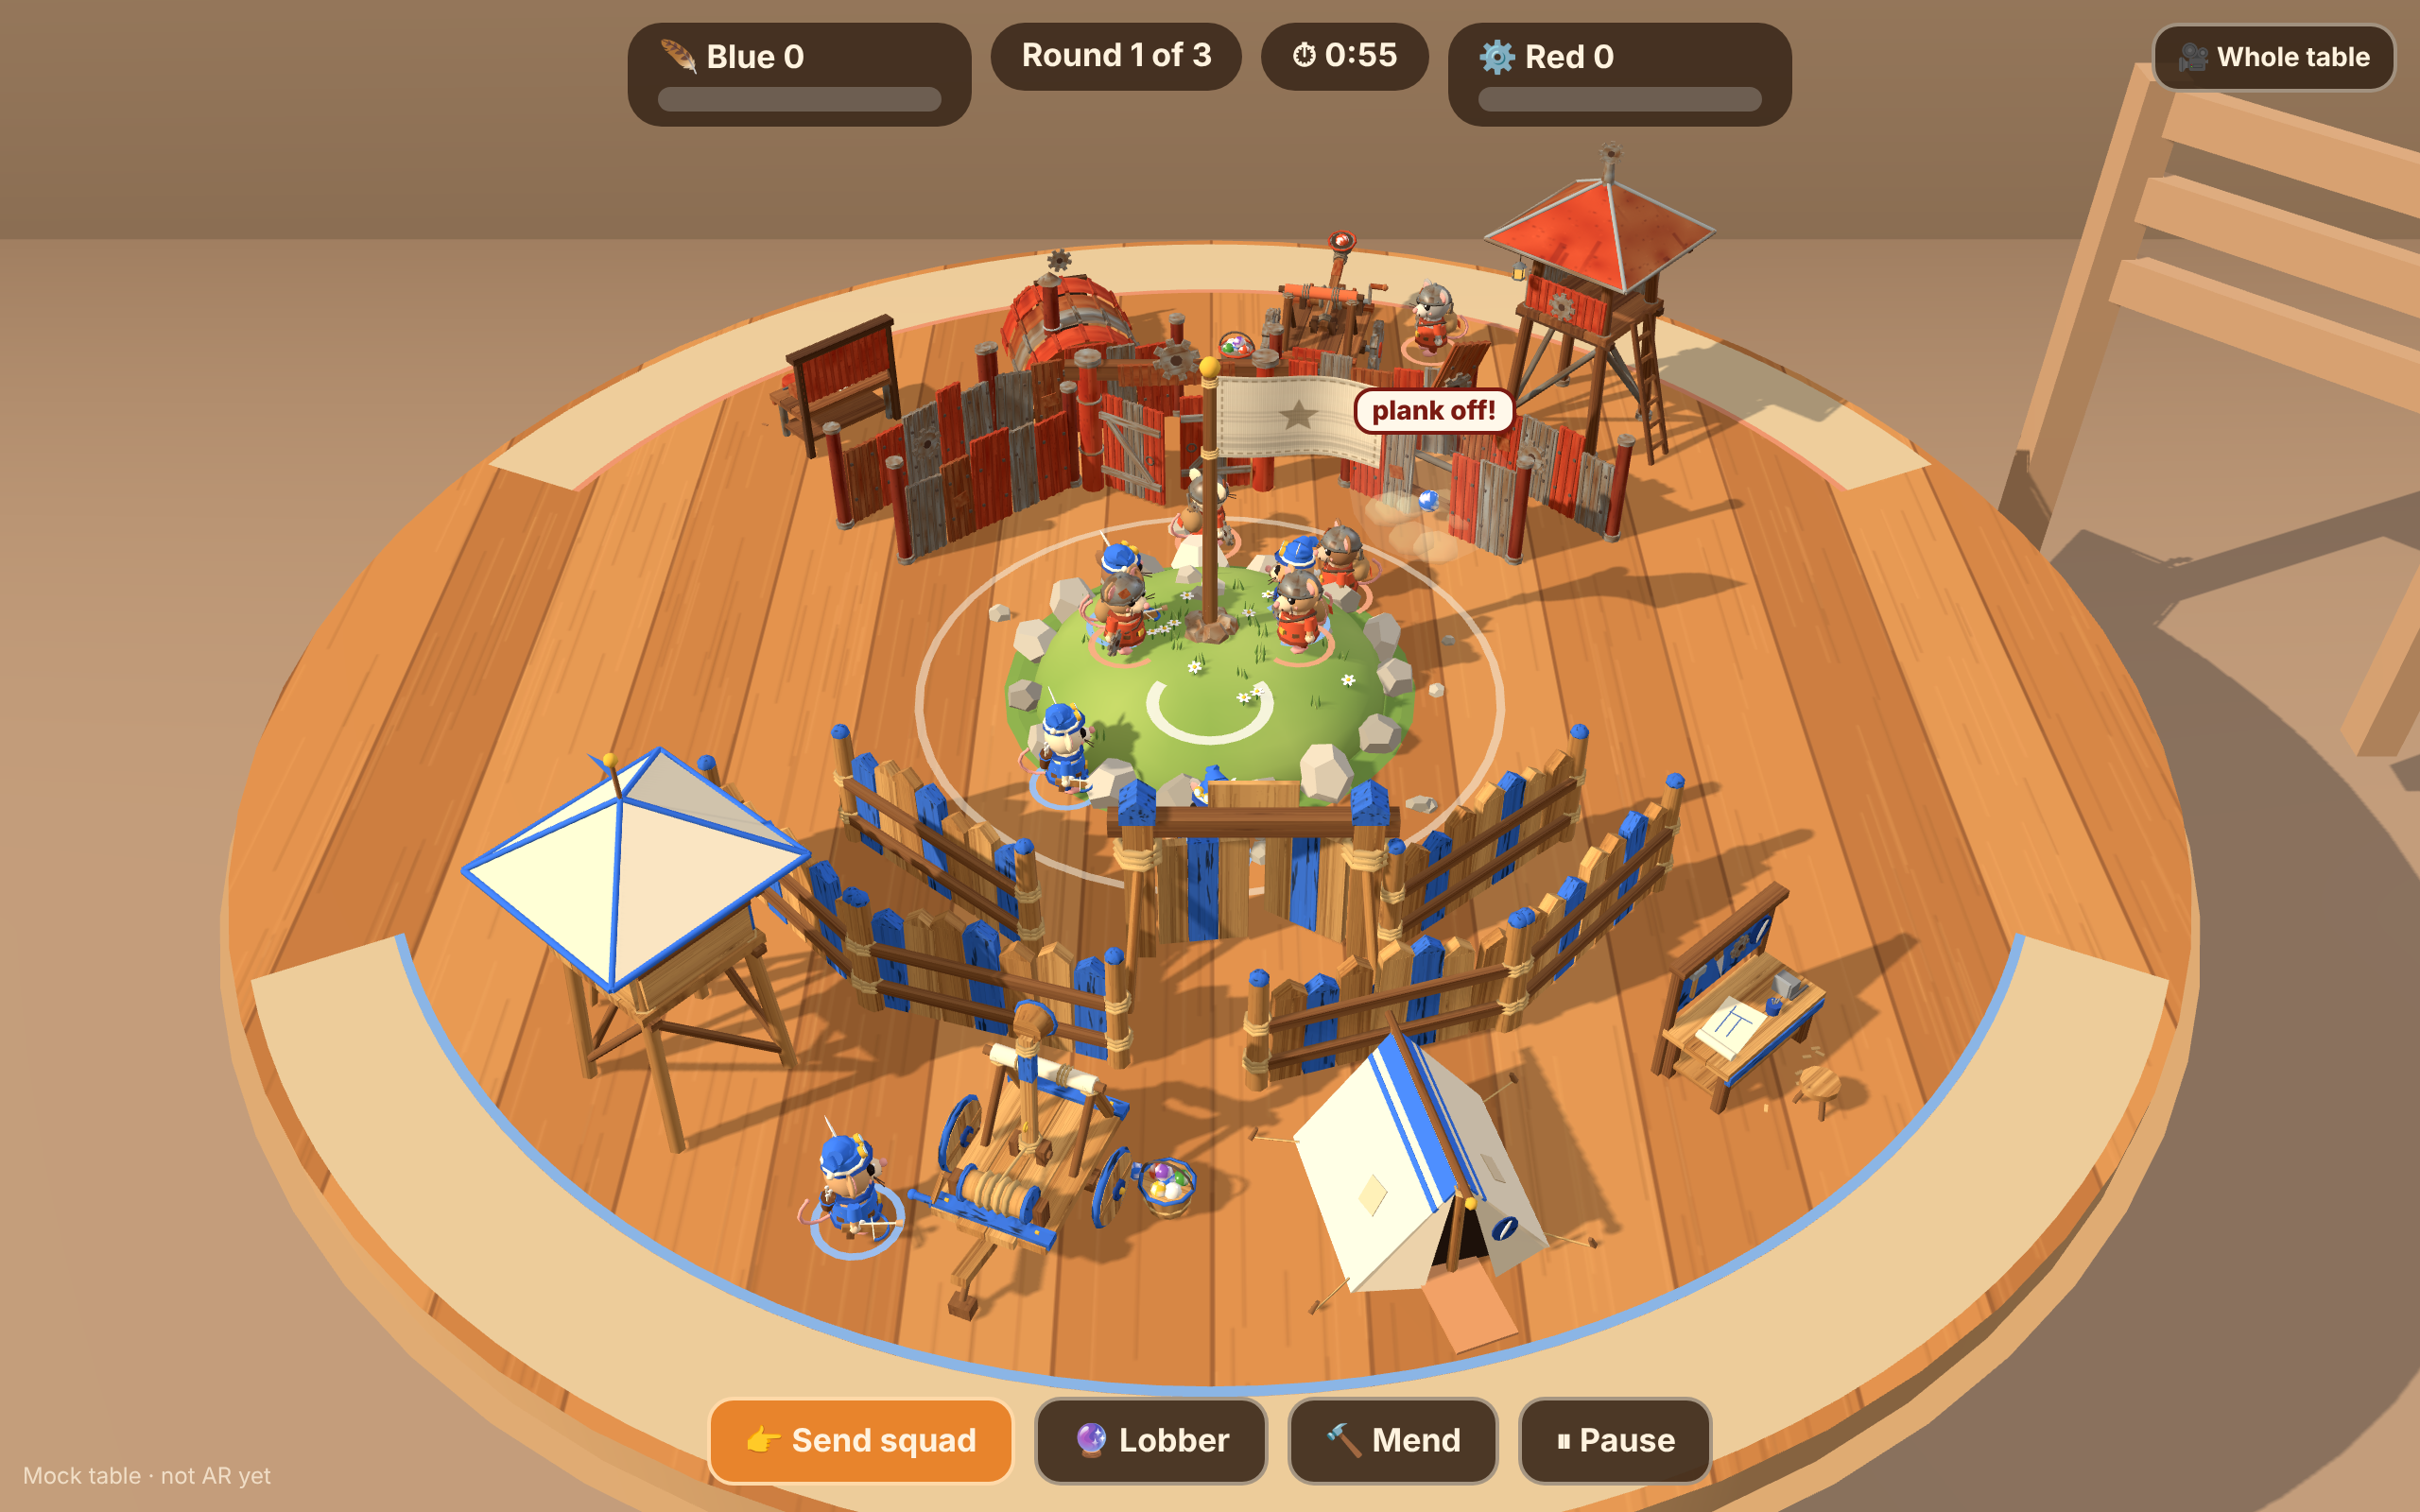 Blue 0
Round 1 of 3
0:55
Red 0
Whole table
plank off!
Send squad
Lobber
Mend
Pause
Mock table · not AR yet